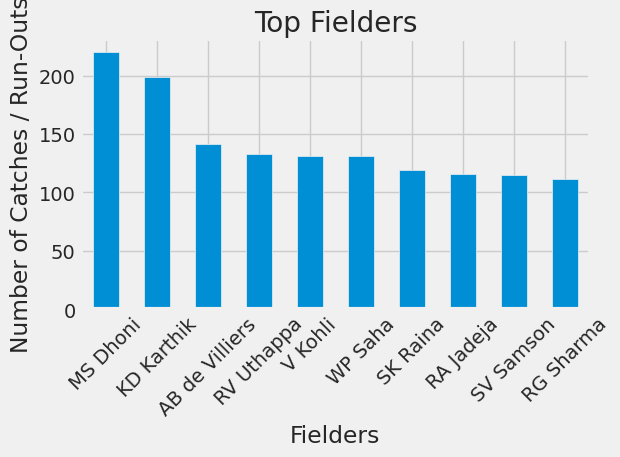 Top Fielders
Number of Catches / Run-Outs
200
150
100
50
0
MS Dhoni
KD Karthik
AB de Villiers
RV Uthappa
V Kohli
WP Saha
SK Raina
RA Jadeja
SV Samson
RG Sharma
Fielders